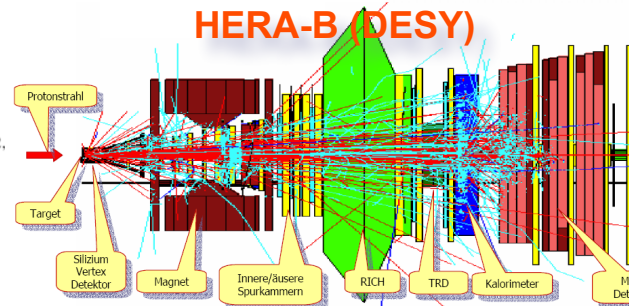 HERA-B (DESY)
Protonstrahl
Target
Silizium
Vertex
Detektor
Magnet
Innere/äusere
Spurkammern
RICH
TRD
Kalorimeter